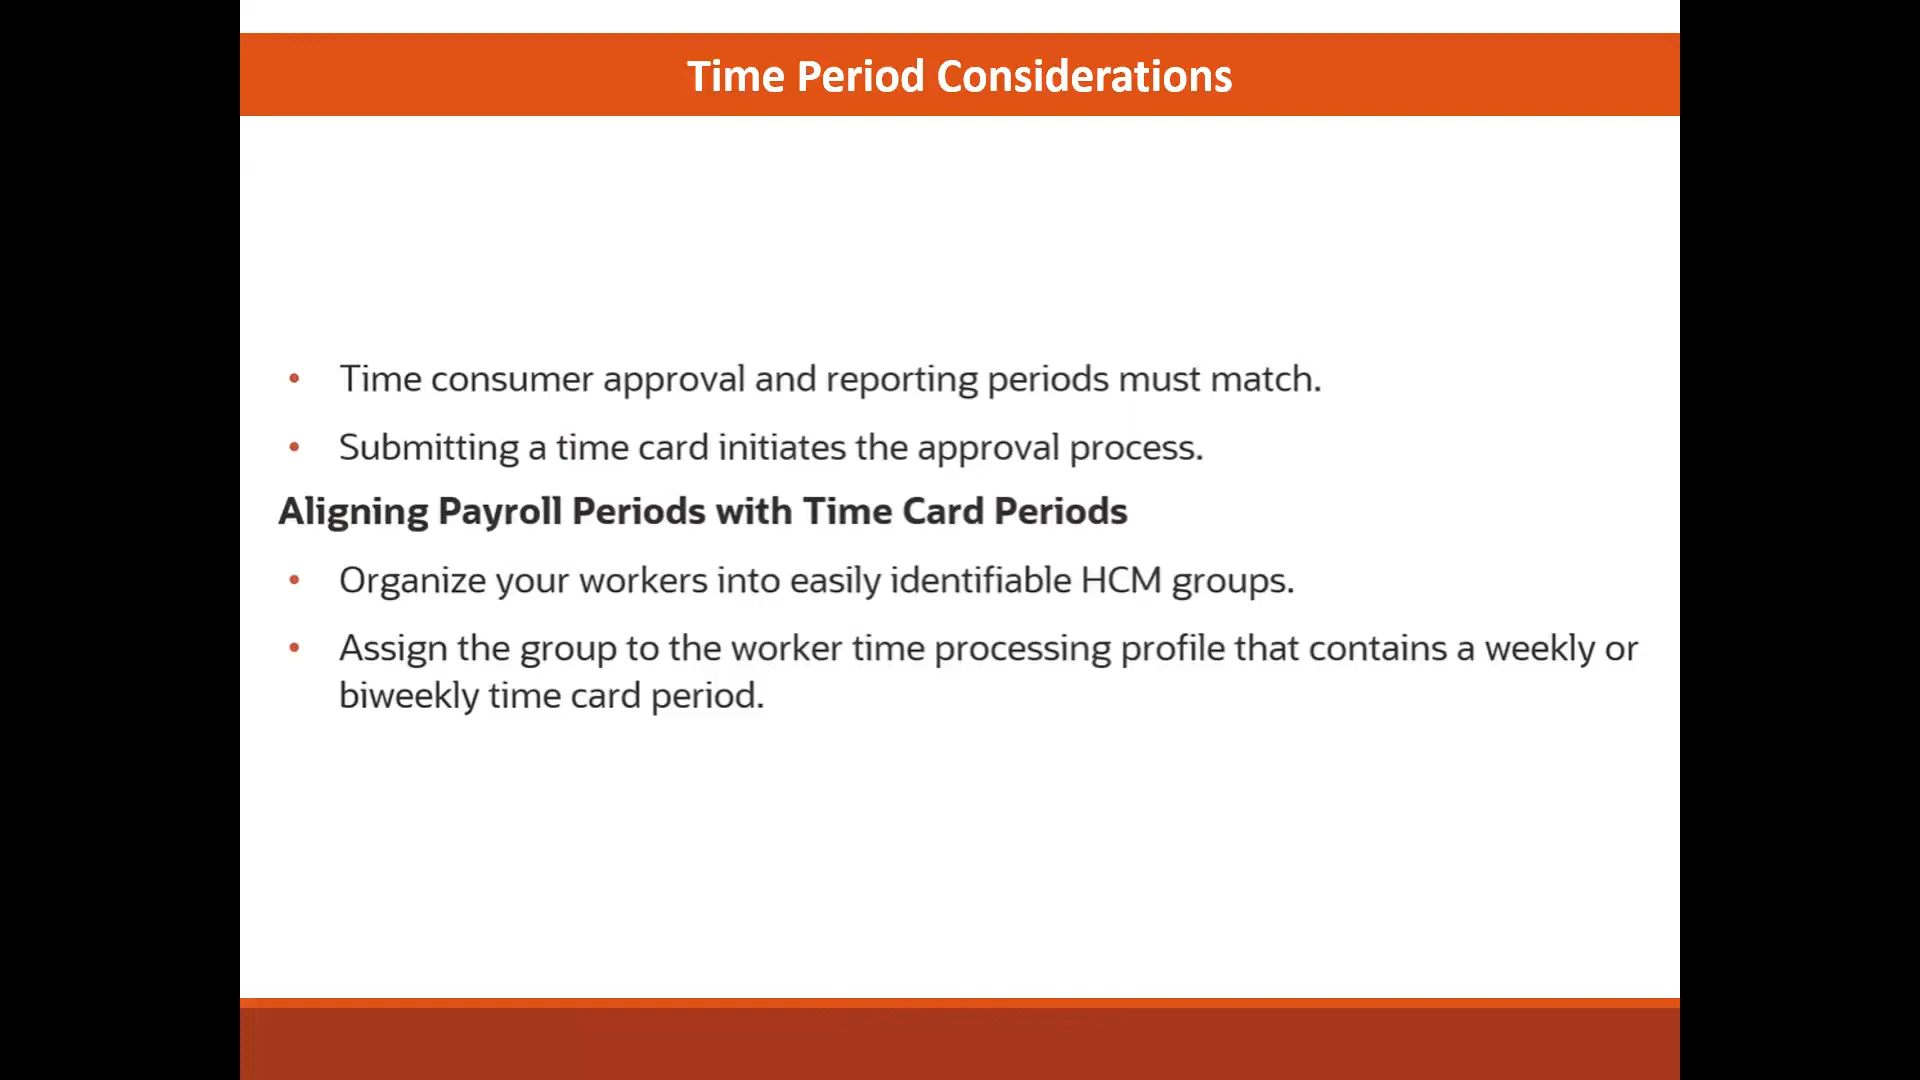 Time Period Considerations
• Time consumer approval and reporting periods must match.
• Submitting a time card initiates the approval process.
Aligning Payroll Periods with Time Card Periods
• Organize your workers into easily identifiable HCM groups.
• Assign the group to the worker time processing profile that contains a weekly or
biweekly time card period.